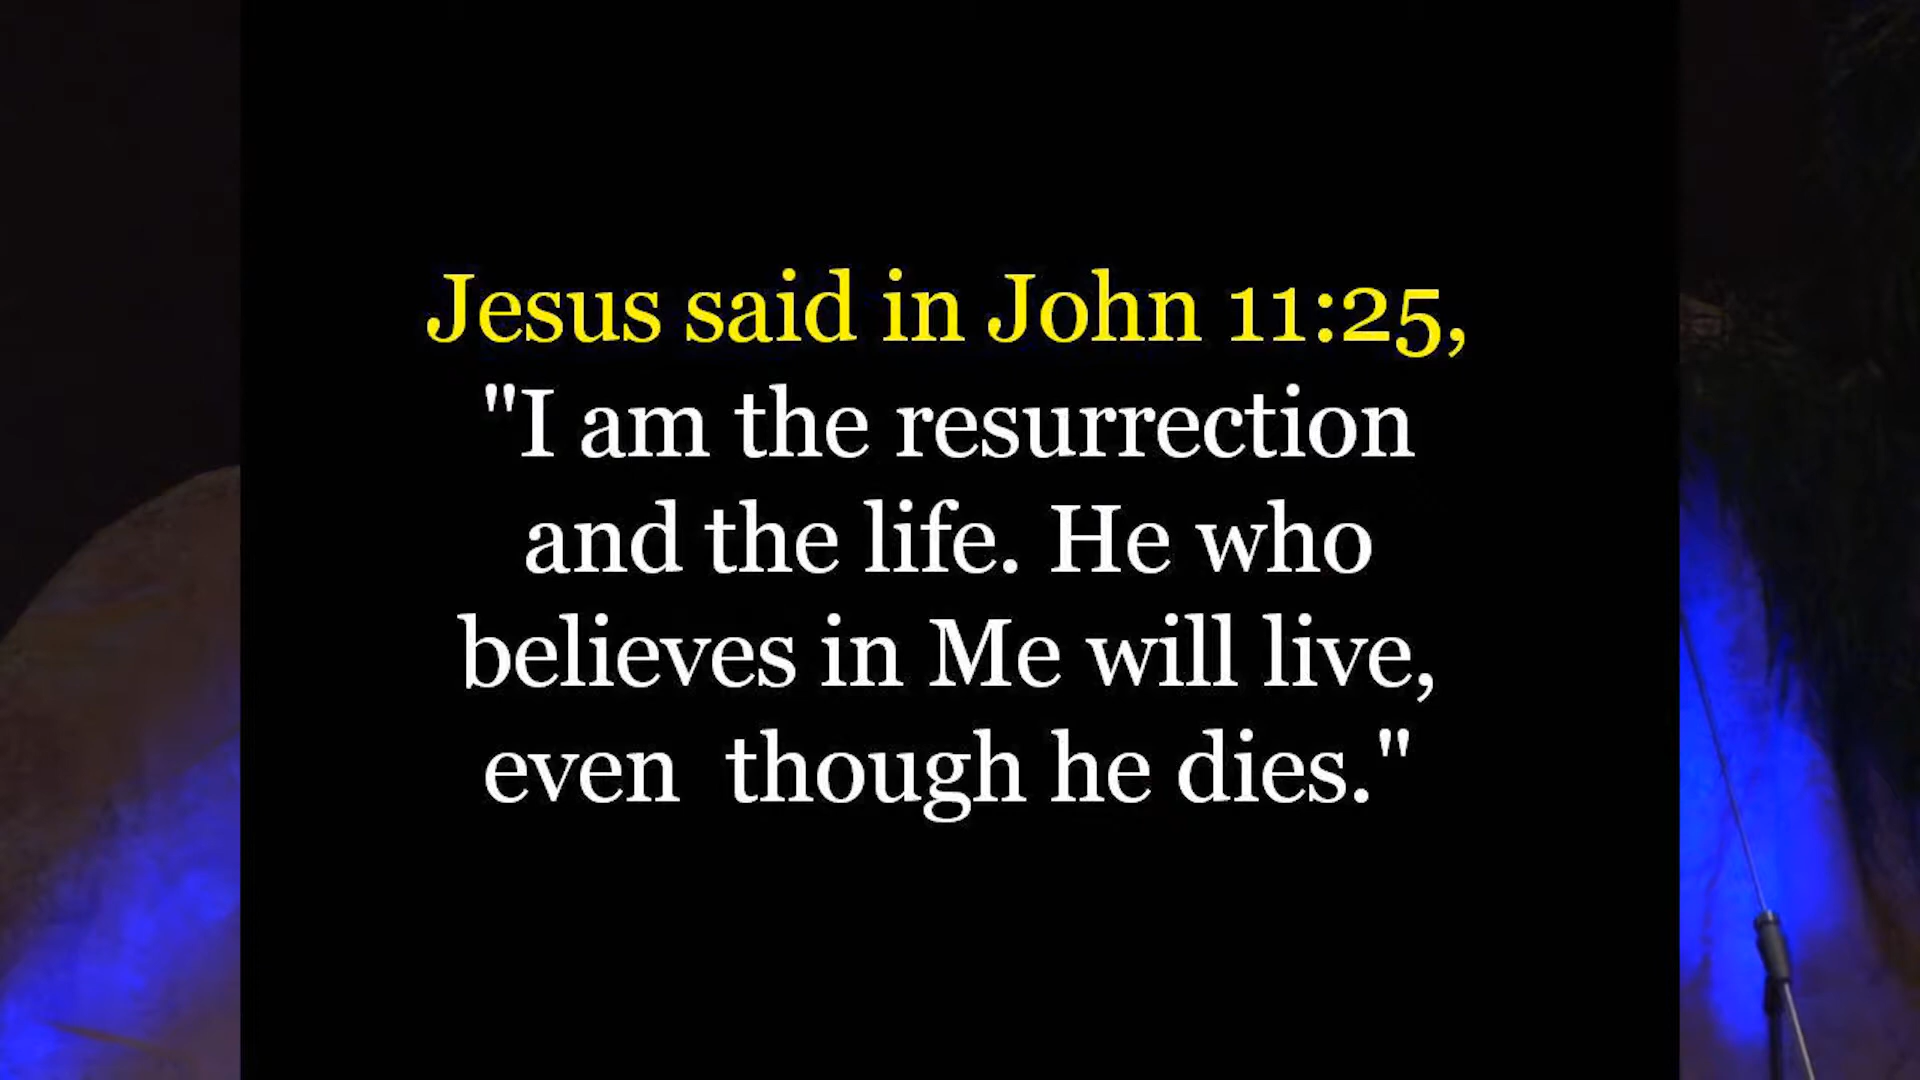 Jesus said in John 11:25,
"I am the resurrection
and the life. He who
believes in Me will live,
even  though he dies."